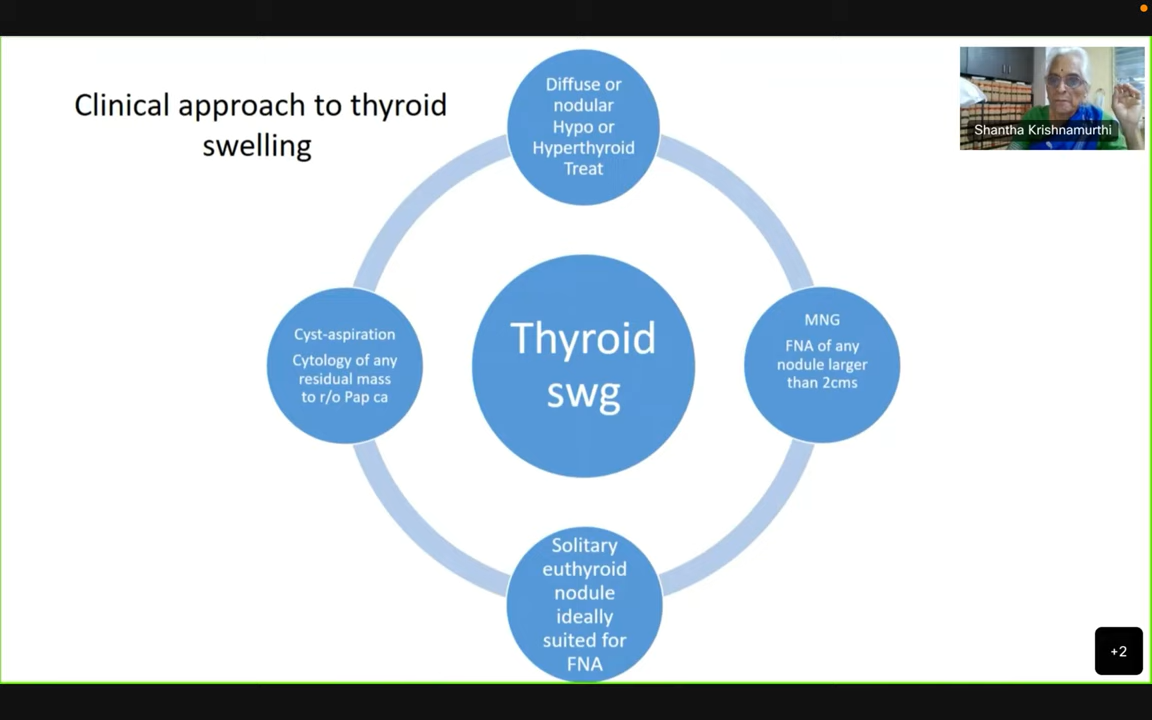 Clinical approach to thyroid
swelling
Diffuse or
nodular
Hypo or
Hyperthyroid
Treat
Shantha Krishnamurthi
Thyroid
swg
MNG
FNA of any
nodule larger
than 2cms
Cyst-aspiration
Cytology of any
residual mass
to r/o Pap ca
Solitary
euthyroid
nodule
ideally
suited for
FNA
+2